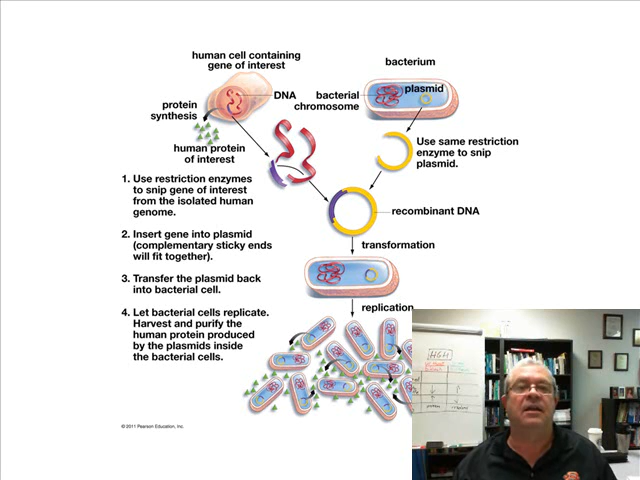 human cell containing
gene of interest
bacterium
DNA
bacterial
chromosome
plasmid
protein
synthesis
human protein
of interest
Use same restriction
enzyme to snip
plasmid.
1. Use restriction enzymes
to snip gene of interest
from the isolated human
genome.
recombinant DNA
2. Insert gene into plasmid
(complementary sticky ends
will fit together).
transformation
3. Transfer the plasmid back
into bacterial cell.
replication
4. Let bacterial cells replicate.
Harvest and purify the
human protein produced
by the plasmids inside
the bacterial cells.
© 2011 Pearson Education, Inc.
HGH